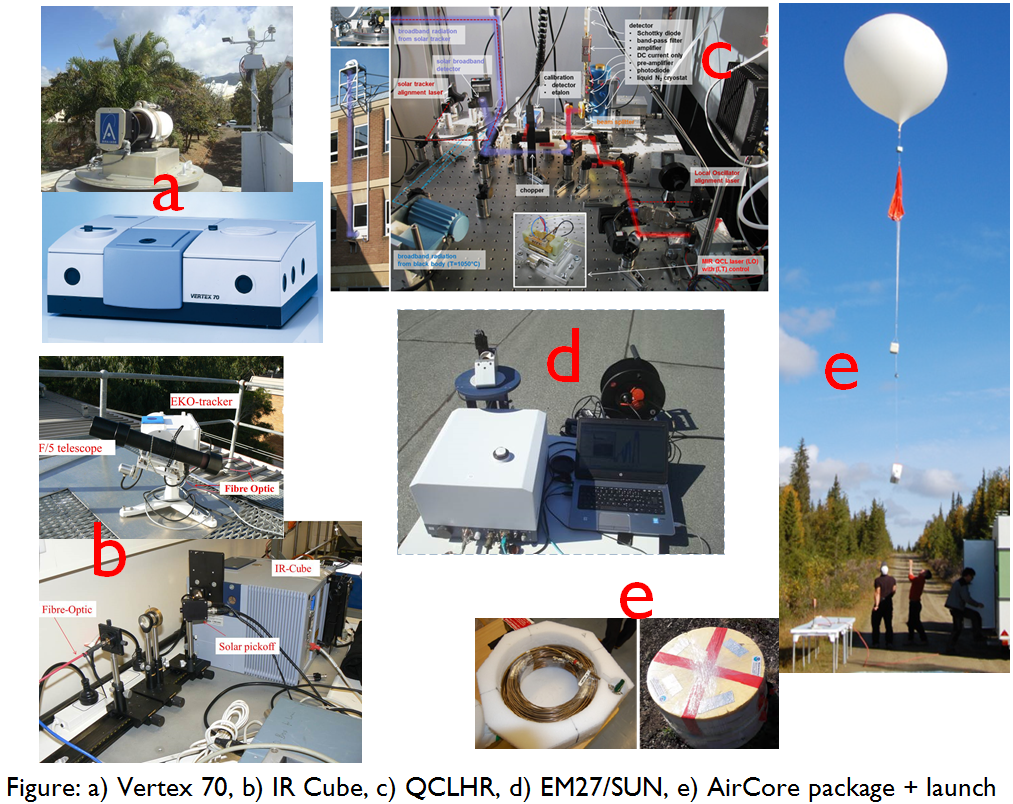 a
VERTEX 70
EKO-tracker
F/5 telescope
Fibre Optic
b
IR-Cube
Fibre-Optic
Solar pickoff
broadband radiation
from solar tracker
solar broadband
detector
solar tracker
alignment laser
calibration
• detector
• etalon
detector
• Schottky diode
• band-pass filter
• amplifier
• DC current only
• pre-amplifier
• photodiode
• liquid N2 cryostat
c
beam splitter
chopper
Local Oscillator
alignment laser
broadband radiation
from black body (T=1050°C)
MIR QCL laser (LO)
with (I,T) control
d
e
e
Figure: a) Vertex 70, b) IR Cube, c) QCLHR, d) EM27/SUN, e) AirCore package + launch